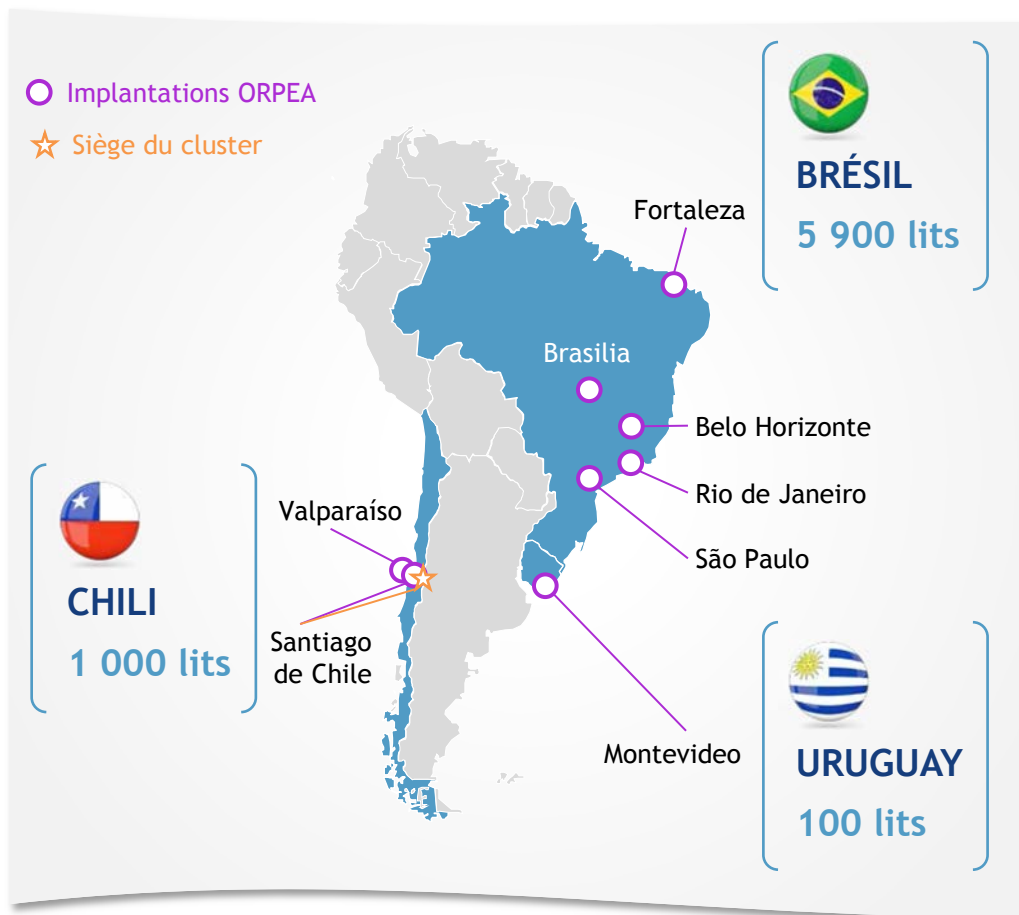 Implantations ORPEA
Siège du cluster
BRÉSIL
5 900 lits
Fortaleza
Brasilia
Belo Horizonte
Rio de Janeiro
São Paulo
Valparaíso
CHILI
1 000 lits
Santiago
de Chile
Montevideo
URUGUAY
100 lits